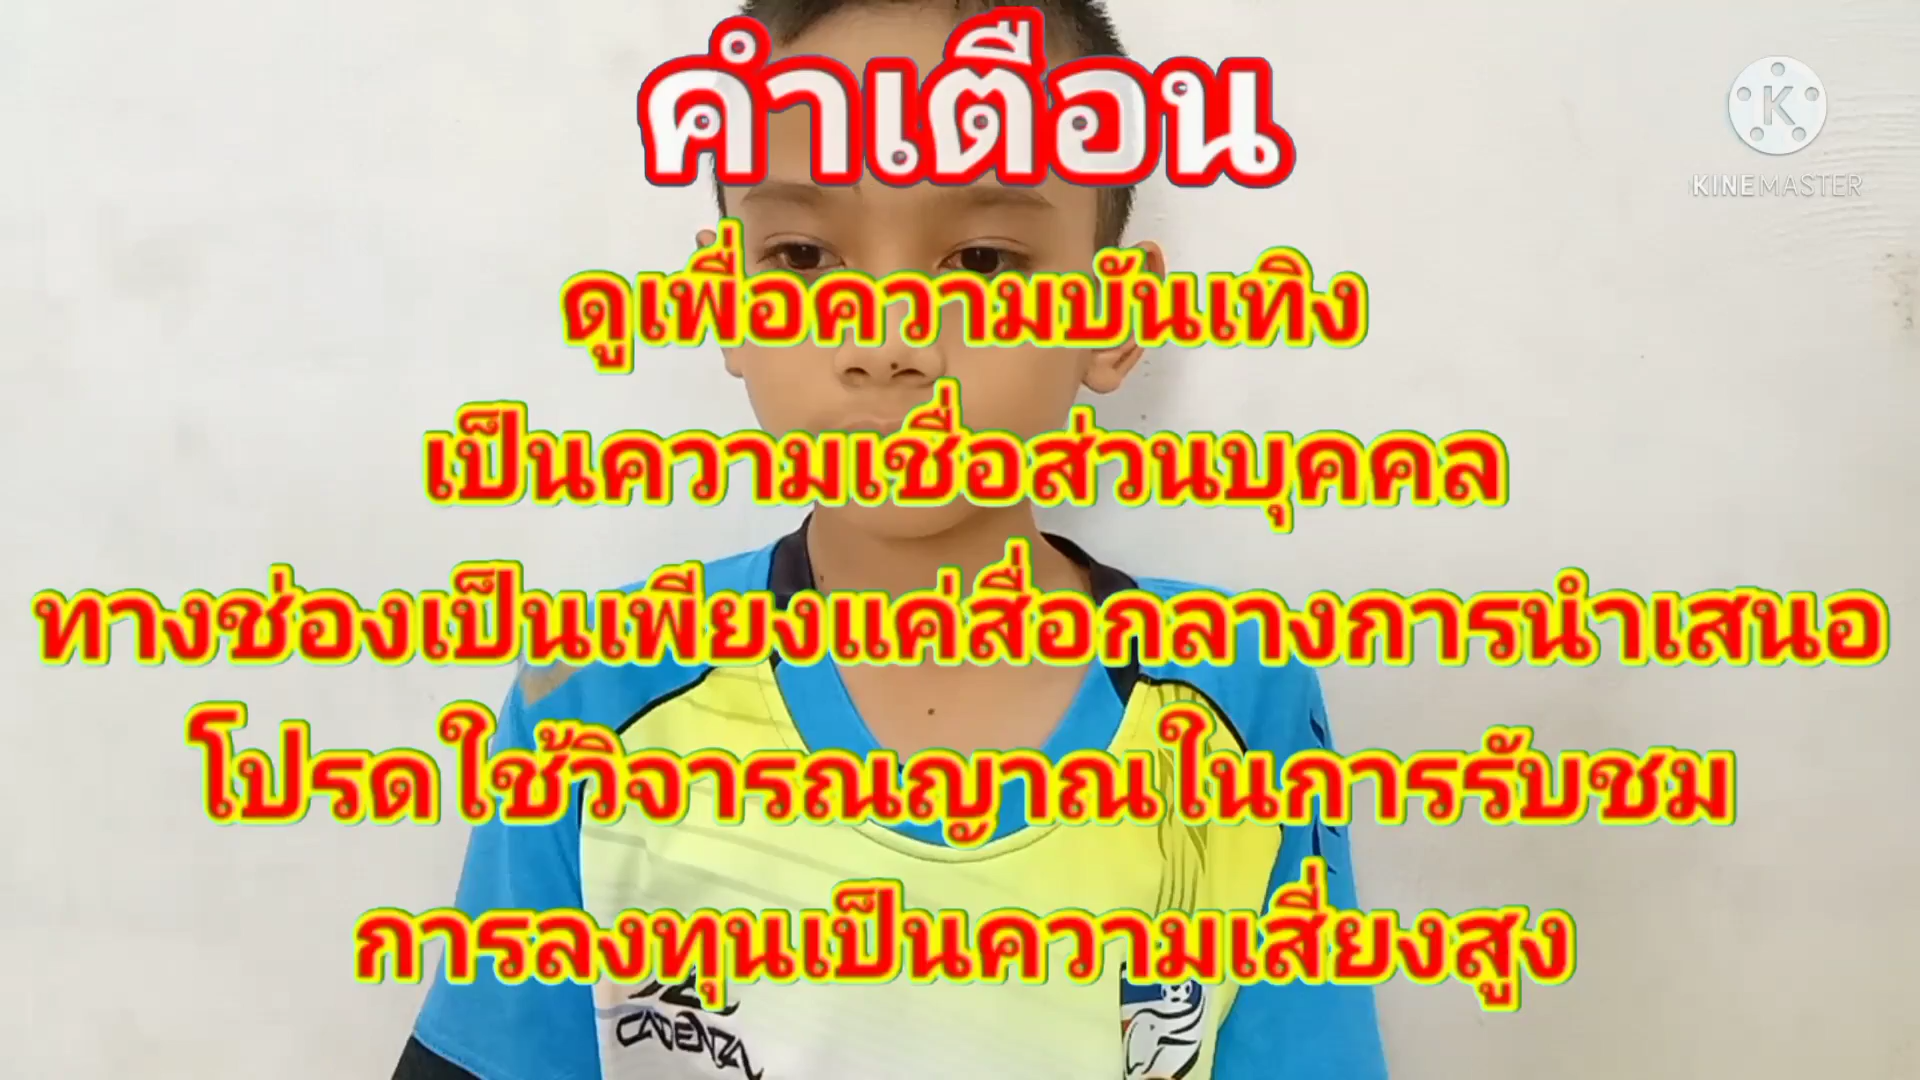 คำเตือน
KINEMASTER
ดูเพื่อความบันเทิง
เป็นความเชื่อส่วนบุคคล
ทางช่องเป็นเพียงแค่สื่อกลางการนำเสนอ
โปรดใช้วิจารณญาณในการรับชม
การลงทุนเป็นความเสี่ยงสูง
CADENZA